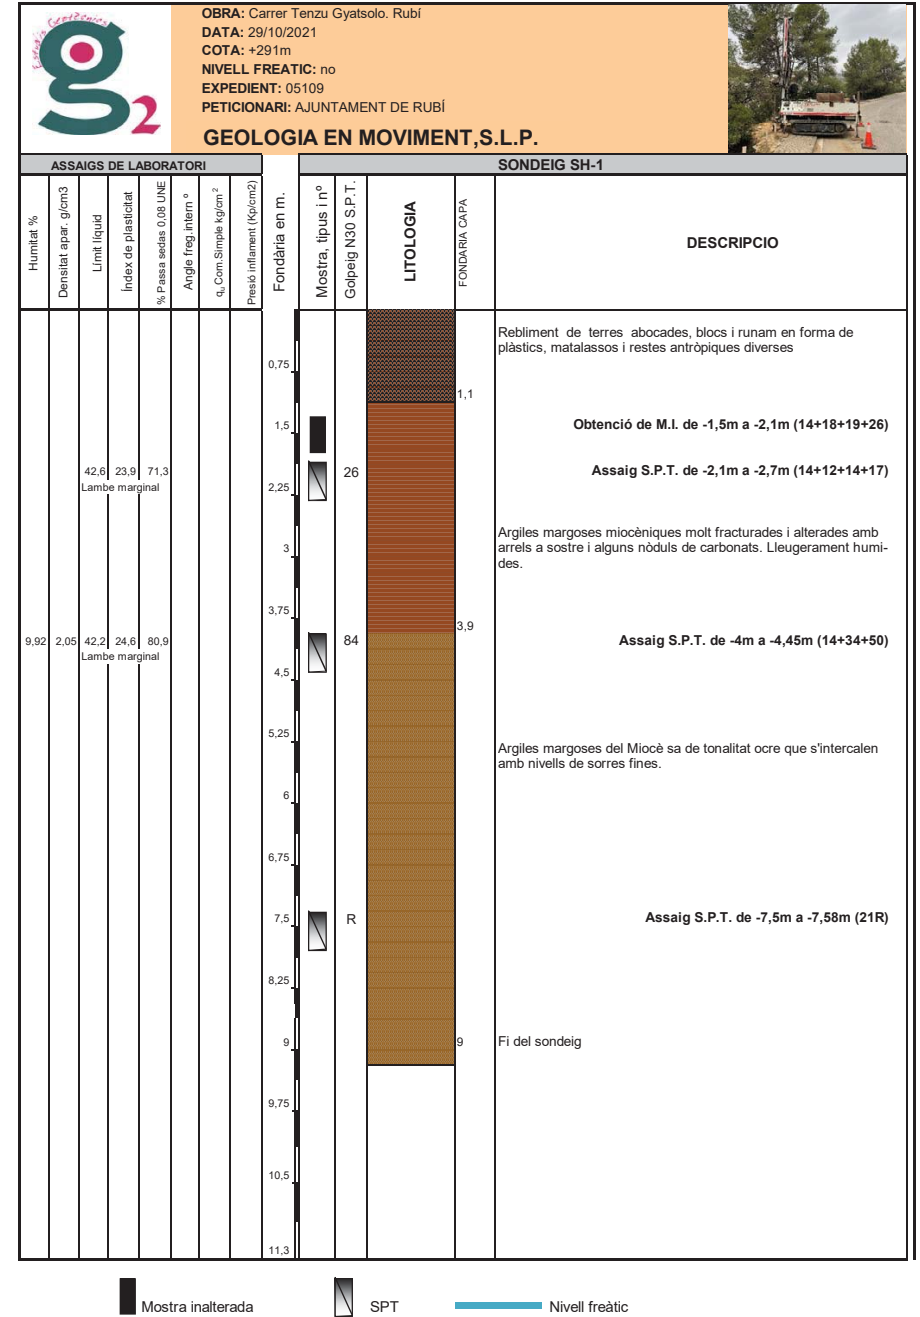 Estudis Geotècnics
g2
OBRA: Carrer Tenzu Gyatsolo. Rubí
DATA: 29/10/2021
COTA: +291m
NIVELL FREATIC: no
EXPEDIENT: 05109
PETICIONARI: AJUNTAMENT DE RUBÍ
GEOLOGIA EN MOVIMENT,S.L.P.
ASSAIGS DE LABORATORI
SONDEIG SH-1
Humitat %
Densitat apar. g/cm3
Límit líquid
Índex de plasticitat
% Passa sedas 0,08 UNE
Angle freg.intern º
qu Com.Simple kg/cm2
Presió inflament (Kp/cm2)
Fondària en m.
Mostra, tipus i nº
Golpeig N30 S.P.T.
LITOLOGIA
FONDARIA CAPA
DESCRIPCIO
Rebliment de terres abocades, blocs i runam en forma de
plàstics, matalassos i restes antròpiques diverses
0,75
1,1
1,5
Obtenció de M.I. de -1,5m a -2,1m (14+18+19+26)
42,6 23,9 71,3
26
Assaig S.P.T. de -2,1m a -2,7m (14+12+14+17)
Lambe marginal
2,25
Argiles margoses miocèniques molt fracturades i alterades amb
arrels a sostre i alguns nòduls de carbonats. Lleugerament humi-
des.
3
3,75
3,9
9,92 2,05 42,2 24,6 80,9
84
Assaig S.P.T. de -4m a -4,45m (14+34+50)
Lambe marginal
4,5
5,25
Argiles margoses del Miocè sa de tonalitat ocre que s'intercalen
amb nivells de sorres fines.
6
6,75
7,5
R
Assaig S.P.T. de -7,5m a -7,58m (21R)
8,25
9
9
Fi del sondeig
9,75
10,5
11,3
Mostra inalterada
SPT
Nivell freàtic